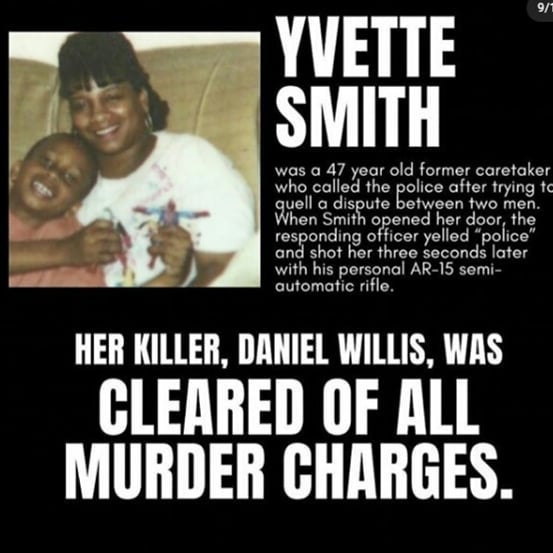 9/1
YVETTE
SMITH
was a 47 year old former caretaker
who called the police after trying to
quell a dispute between two men.
When Smith opened her door, the
responding officer yelled “police”
and shot her three seconds later
with his personal AR-15 semi-
automatic rifle.
HER KILLER, DANIEL WILLIS, WAS
CLEARED OF ALL
MURDER CHARGES.